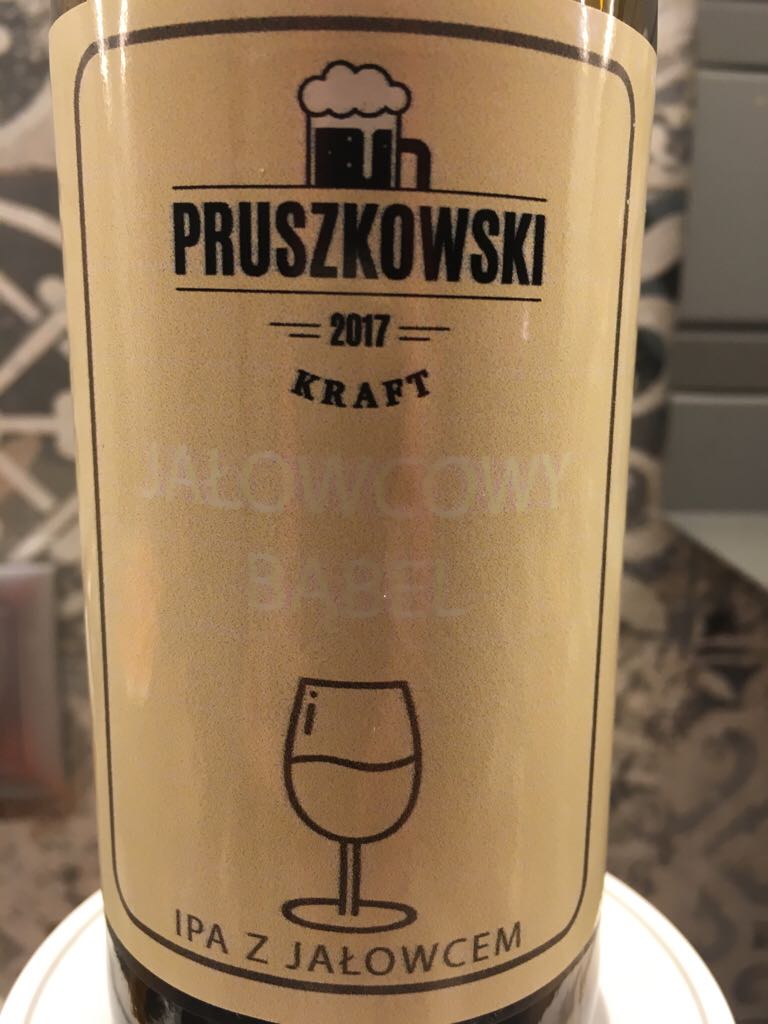 PRUSZKOWSKI
2017
KRAFT
JAŁOWCOWY
BĄBEL
IPA Z JAŁOWCEM